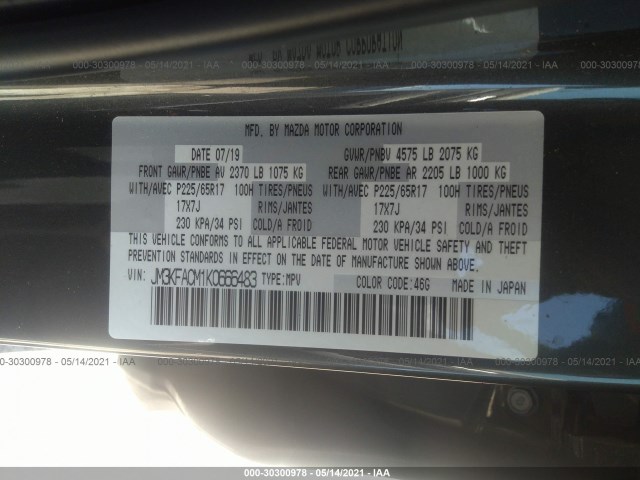 000-30300978 - 05/14/2021 - IAA
MFD. BY MAZDA MOTOR CORPORATION
DATE 07/19
GVWR/PNBV 4575 LB 2075 KG
FRONT GAWR/PNBE AV 2370 LB 1075 KG
REAR GAWR/PNBE AR 2205 LB 1000 KG
WITH/AVEC P225/65R17 100H TIRES/PNEUS
WITH/AVEC P225/65R17 100H TIRES/PNEUS
17X7J RIMS/JANTES
17X7J RIMS/JANTES
230 KPA/34 PSI COLD/A FROID
230 KPA/34 PSI COLD/A FROID
THIS VEHICLE CONFORMS TO ALL APPLICABLE FEDERAL MOTOR VEHICLE SAFETY AND THEFT
PREVENTION STANDARDS IN EFFECT ON THE DATE OF MANUFACTURE SHOWN ABOVE.
VIN: JM3KFACM1K0666483 TYPE:MPV COLOR CODE:46G MADE IN JAPAN
000-30300978 - 05/14/2021 - IAA